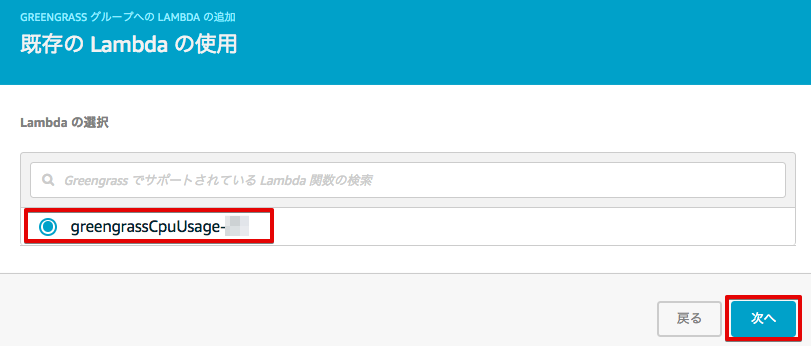 GREENGRASS グループへの LAMBDA の追加
既存の Lambda の使用
Lambda の選択
Greengrass でサポートされている Lambda 関数の検索
greengrassCpuUsage-
戻る
次へ